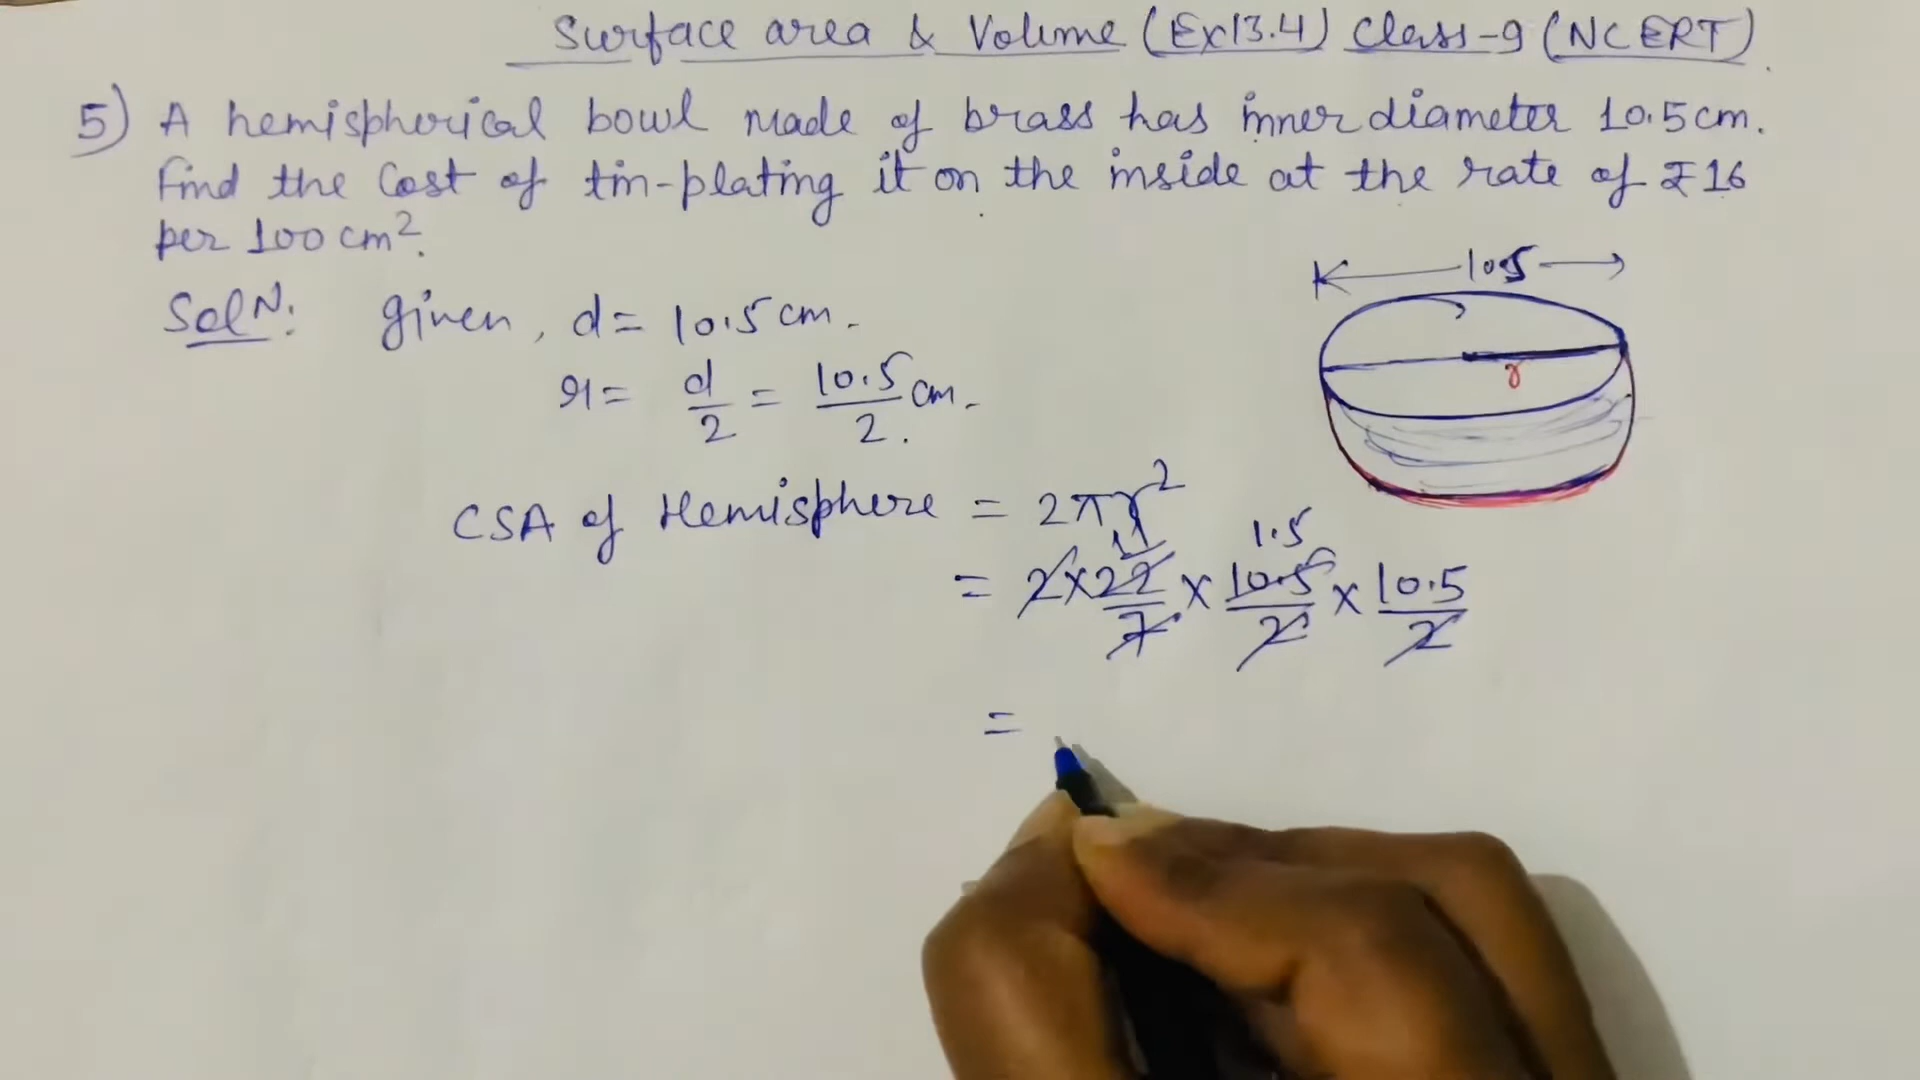 Surface area & Volume (Ex13.4) Class-9 (NCERT)
5) A hemispherical bowl made of brass has inner diameter 10.5 cm.
Find the Cost of tin-plating it on the inside at the rate of ₹16
per 100 cm².
SolN: given, d = 10.5 cm.
r = d/2 = 10.5/2 cm.
10.5
r
CSA of Hemisphere = 2πr²
11 1.5
= 2 × 22/7 × 10.5/2 × 10.5/2
=